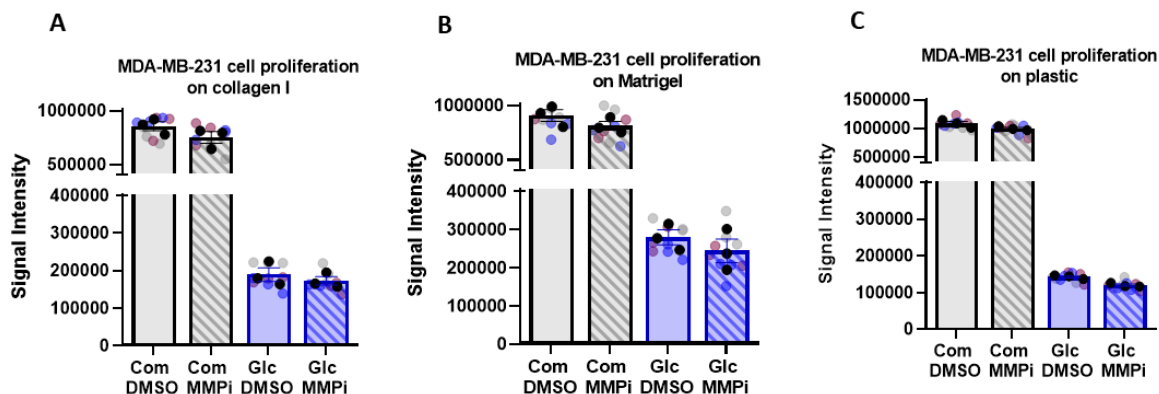 A
MDA-MB-231 cell proliferation
on collagen I
Signal Intensity
1000000
500000
400000
300000
200000
100000
0
Com
DMSO
Com
MMPi
Glc
DMSO
Glc
MMPi
B
MDA-MB-231 cell proliferation
on Matrigel
Signal Intensity
1000000
500000
400000
300000
200000
100000
0
Com
DMSO
Com
MMPi
Glc
DMSO
Glc
MMPi
C
MDA-MB-231 cell proliferation
on plastic
Signal Intensity
1500000
1000000
500000
400000
300000
200000
100000
0
Com
DMSO
Com
MMPi
Glc
DMSO
Glc
MMPi